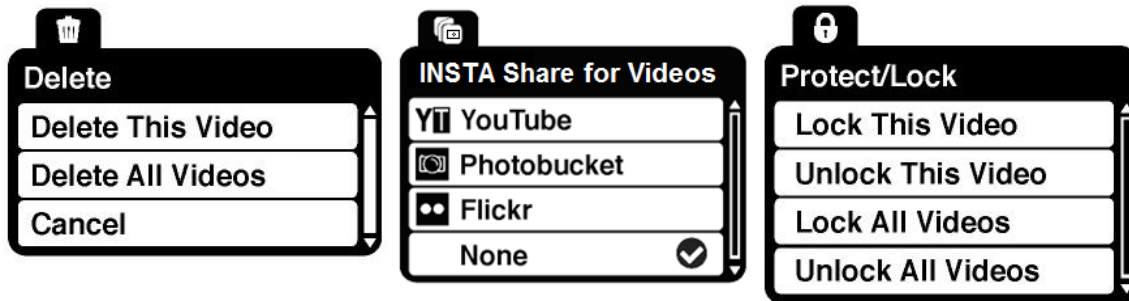 Delete
Delete This Video
Delete All Videos
Cancel
INSTA Share for Videos
YT YouTube
Photobucket
Flickr
None
Protect/Lock
Lock This Video
Unlock This Video
Lock All Videos
Unlock All Videos